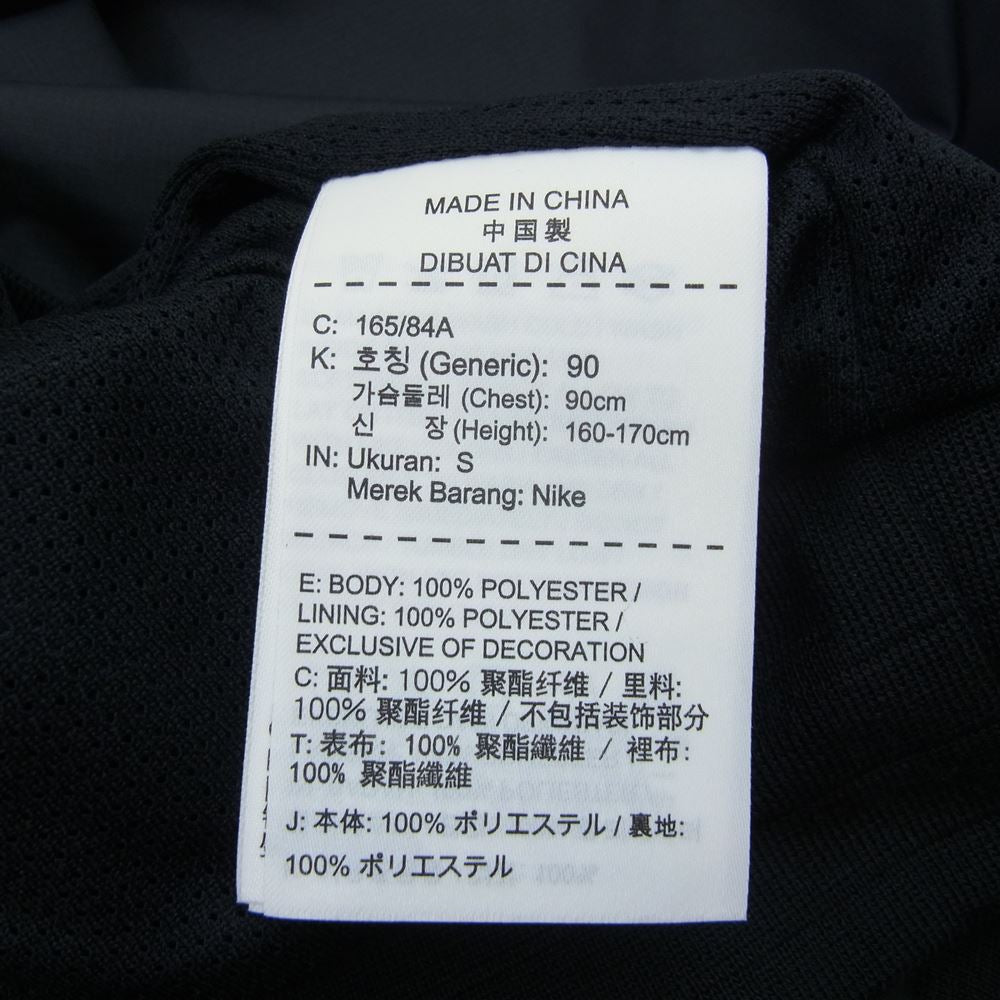 MADE IN CHINA
中国製
DIBUAT DI CINA
C: 165/84A
K: 호칭 (Generic): 90
가슴둘레 (Chest): 90cm
신 장 (Height): 160-170cm
IN: Ukuran: S
Merek Barang: Nike
E: BODY: 100% POLYESTER /
LINING: 100% POLYESTER /
EXCLUSIVE OF DECORATION
C: 面料: 100% 聚酯纤维 / 里料:
100% 聚酯纤维 / 不包括装饰部分
T: 表布: 100% 聚酯纖維 / 裡布:
100% 聚酯纖維
J: 本体: 100% ポリエステル / 裏地:
100% ポリエステル